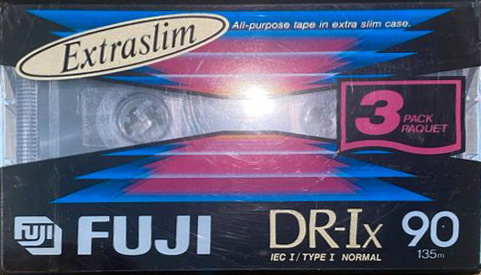 Extraslim
All-purpose tape in extra slim case.
3 PACK
PAQUET
FUJI FUJI DR-Ix 90
IEC I/TYPE I NORMAL 135m